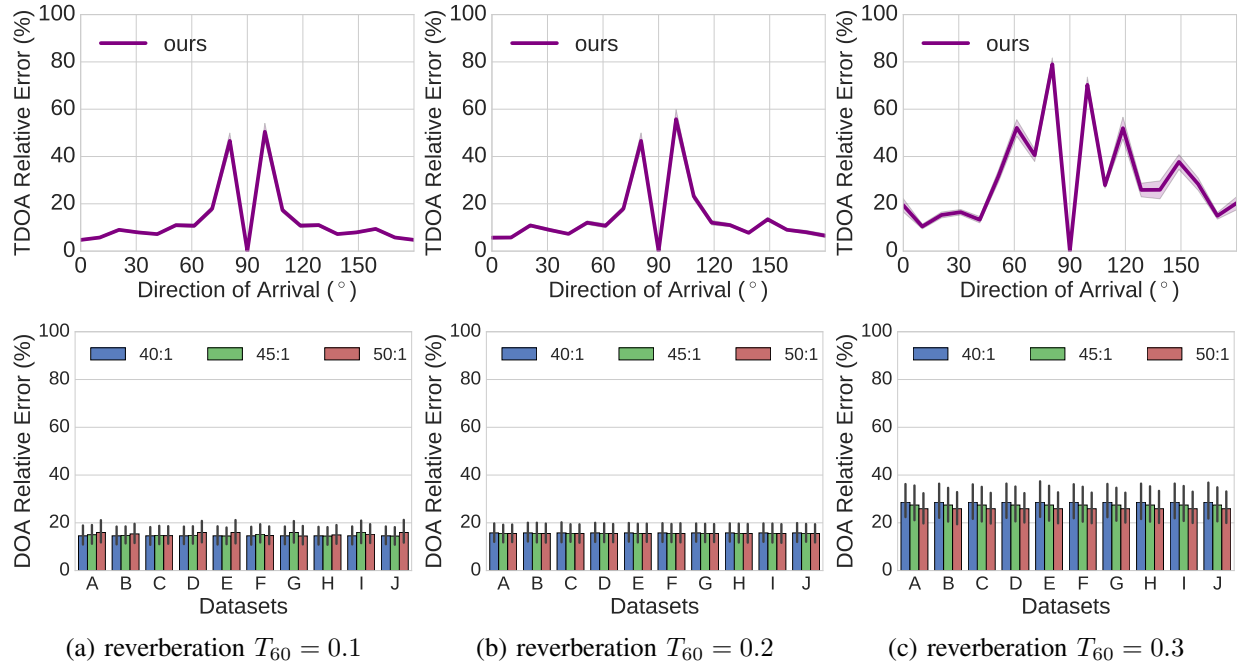 TDOA Relative Error (%)
100
80
60
40
20
0
ours
0 30 60 90 120 150
Direction of Arrival (°)
TDOA Relative Error (%)
100
80
60
40
20
0
ours
0 30 60 90 120 150
Direction of Arrival (°)
TDOA Relative Error (%)
100
80
60
40
20
0
ours
0 30 60 90 120 150
Direction of Arrival (°)
DOA Relative Error (%)
100
80
60
40
20
0
40:1 45:1 50:1
A B C D E F G H I J
Datasets
DOA Relative Error (%)
100
80
60
40
20
0
40:1 45:1 50:1
A B C D E F G H I J
Datasets
DOA Relative Error (%)
100
80
60
40
20
0
40:1 45:1 50:1
A B C D E F G H I J
Datasets
(a) reverberation T60 = 0.1
(b) reverberation T60 = 0.2
(c) reverberation T60 = 0.3